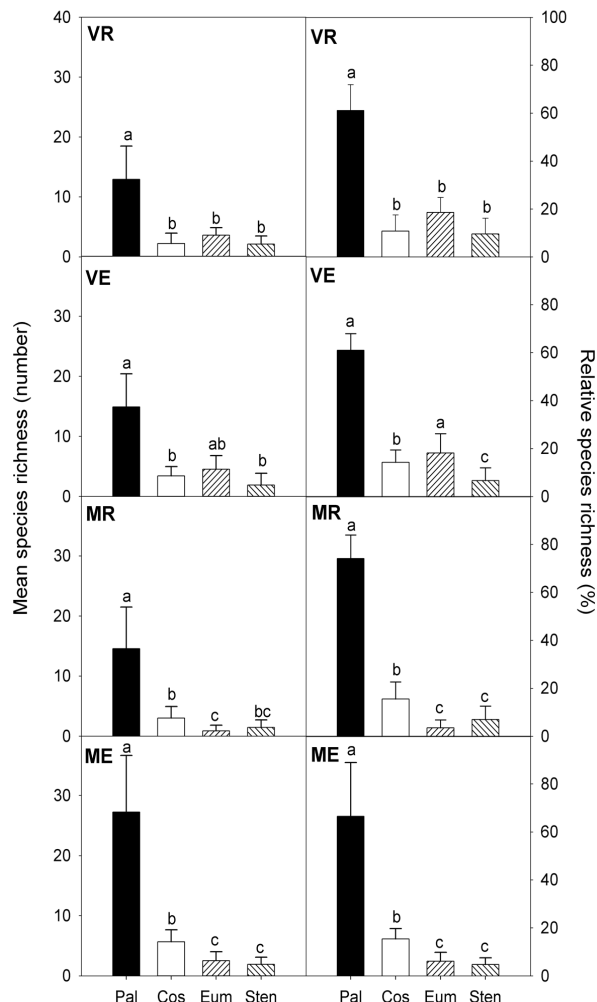 Mean species richness (number)
Relative species richness (%)
40
30
20
10
0
VR
a
b
b
b
VR
a
b
b
b
100
80
60
40
20
0
30
20
10
0
VE
a
b
ab
b
VE
a
b
a
c
80
60
40
20
0
30
20
10
0
MR
a
b
c
bc
MR
a
b
c
c
80
60
40
20
0
30
20
10
0
ME
a
b
c
c
ME
a
b
c
c
80
60
40
20
0
Pal Cos Eum Sten Pal Cos Eum Sten